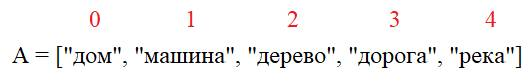 0 1 2 3 4
A = ["дом", "машина", "дерево", "дорога", "река"]